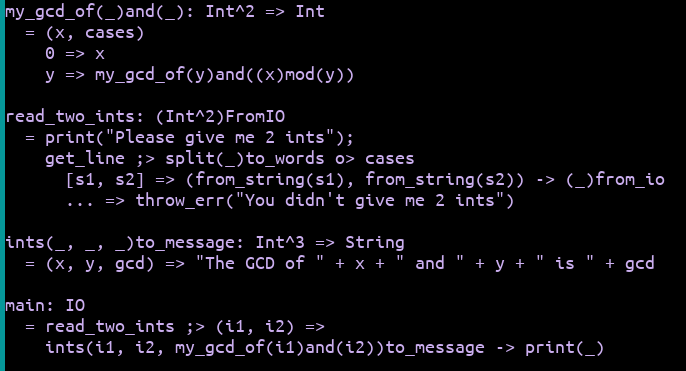 my_gcd_of(_)and(_): Int^2 => Int
  = (x, cases)
    0 => x
    y => my_gcd_of(y)and((x)mod(y))

read_two_ints: (Int^2)FromIO
  = print("Please give me 2 ints");
    get_line ;> split(_)to_words o> cases
      [s1, s2] => (from_string(s1), from_string(s2)) -> (_)from_io
      ... => throw_err("You didn't give me 2 ints")

ints(_, _, _)to_message: Int^3 => String
  = (x, y, gcd) => "The GCD of " + x + " and " + y + " is " + gcd

main: IO
  = read_two_ints ;> (i1, i2) =>
    ints(i1, i2, my_gcd_of(i1)and(i2))to_message -> print(_)